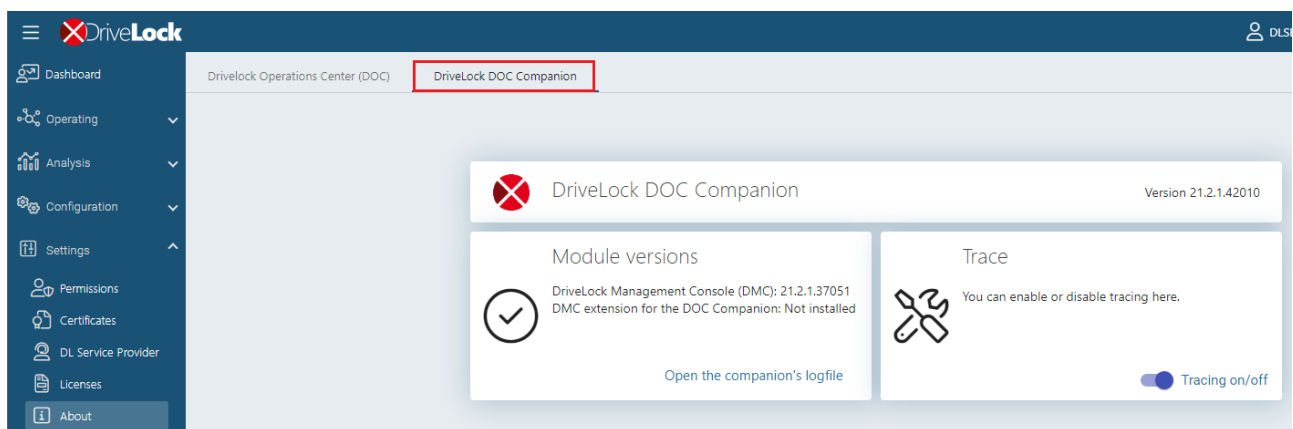 DriveLock
DLS
Dashboard
Drivelock Operations Center (DOC)
DriveLock DOC Companion
Operating
Analysis
Configuration
Settings
Permissions
Certificates
DL Service Provider
Licenses
About
DriveLock DOC Companion
Version 21.2.1.42010
Module versions
DriveLock Management Console (DMC): 21.2.1.37051
DMC extension for the DOC Companion: Not installed
Open the companion's logfile
Trace
You can enable or disable tracing here.
Tracing on/off